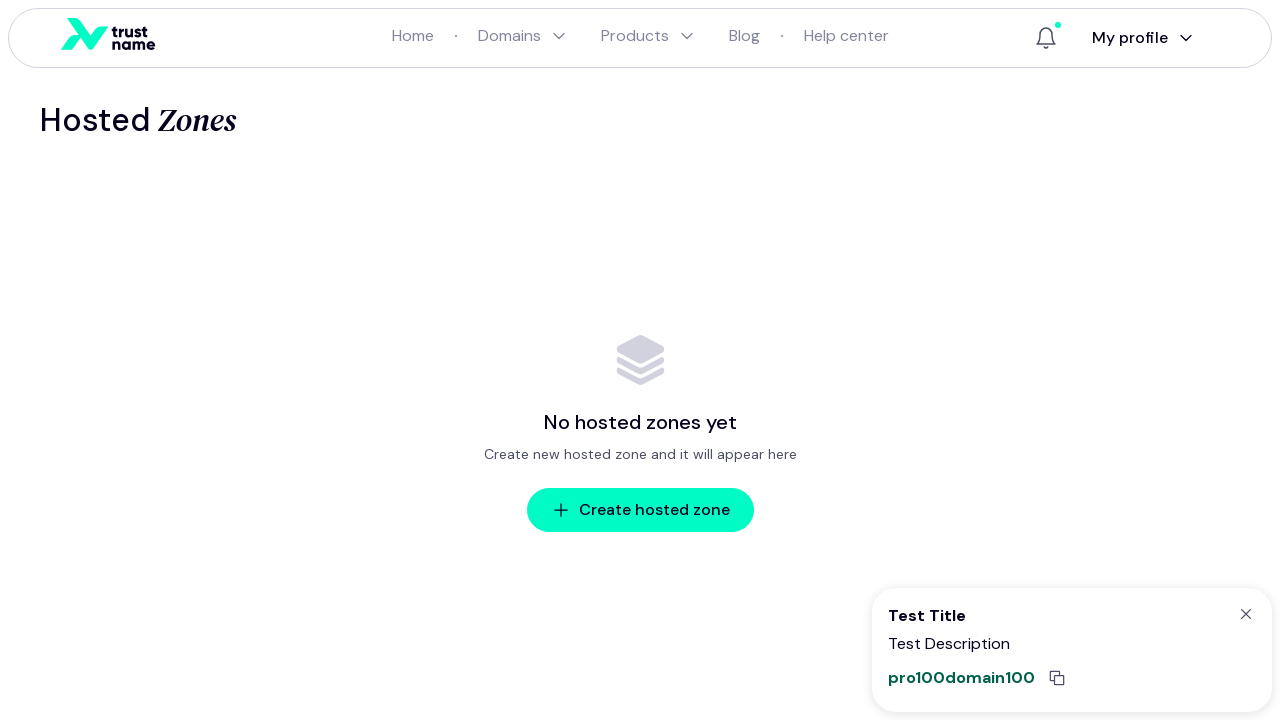 trust
name
Home · Domains Products Blog · Help center
My profile
Hosted Zones
No hosted zones yet
Create new hosted zone and it will appear here
Create hosted zone
Test Title
Test Description
pro100domain100